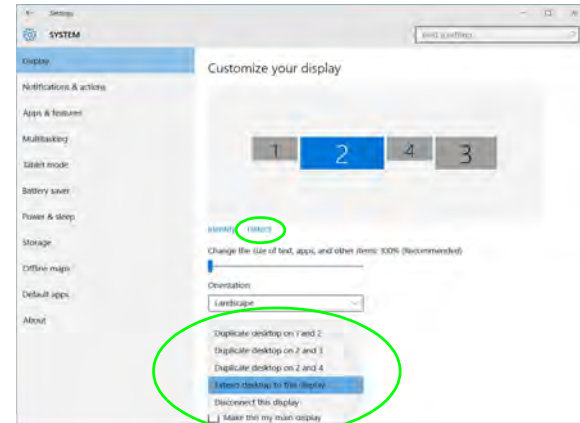 Settings
SYSTEM
Find a setting
Display
Customize your display
Notifications & actions
Apps & features
Multitasking
Tablet mode
Battery saver
Power & sleep
Storage
Offline maps
Default apps
About
1 2 4 3
Identify Detect
Change the size of text, apps, and other items: 100% (Recommended)
Orientation
Landscape
Duplicate desktop on 1 and 2
Duplicate desktop on 2 and 3
Duplicate desktop on 2 and 4
Extend desktop to this display
Disconnect this display
Make this my main display